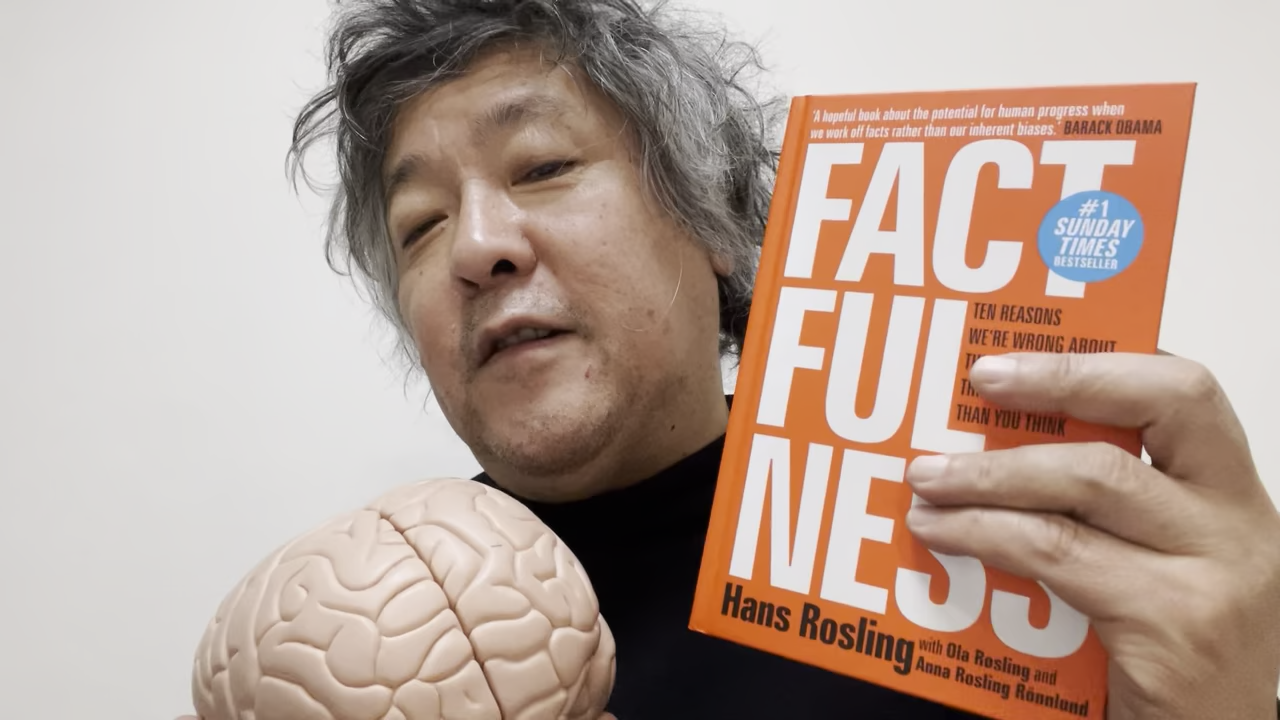 'A hopeful book about the potential for human progress when
we work off facts rather than our inherent biases.' BARACK OBAMA
FACT
#1
SUNDAY
TIMES
BESTSELLER
FUL
TEN REASONS
WE'RE WRONG ABOUT
THAN YOU THINK
NESS
Hans Rosling
with Ola Rosling and
Anna Rosling Rönnlund